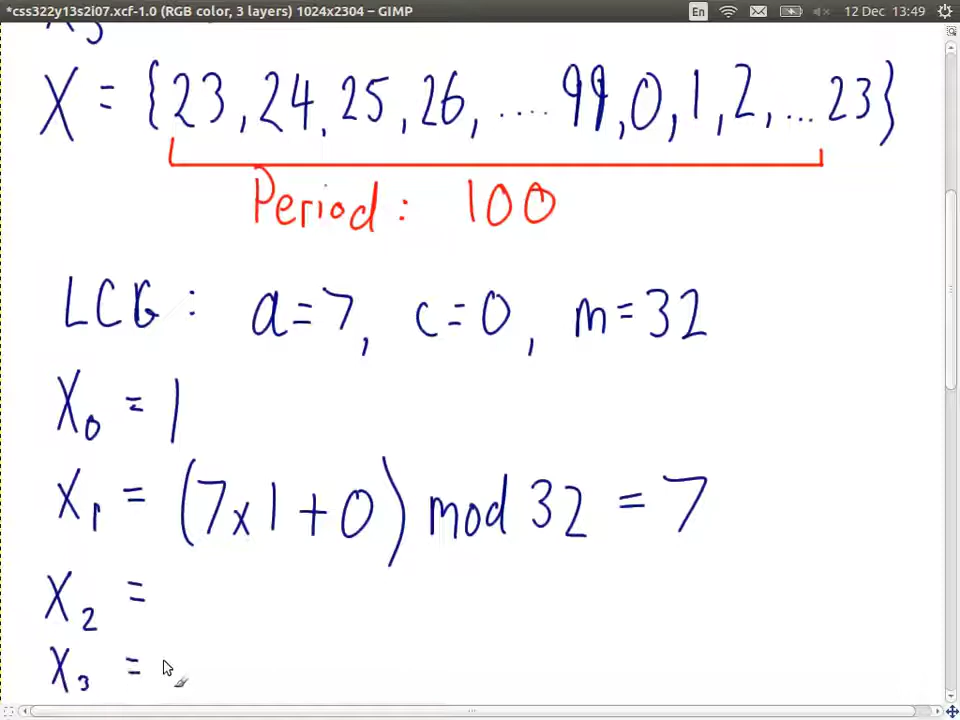 *css322y13s2i07.xcf-1.0 (RGB color, 3 layers) 1024x2304 – GIMP En 12 Dec 13:49
X = {23, 24, 25, 26, .... 99, 0, 1, 2, ... 23}
Period: 100
LCG: a=7, c=0, m=32
X₀ = 1
X₁ = (7x1+0) mod 32 = 7
X₂ =
X₃ =